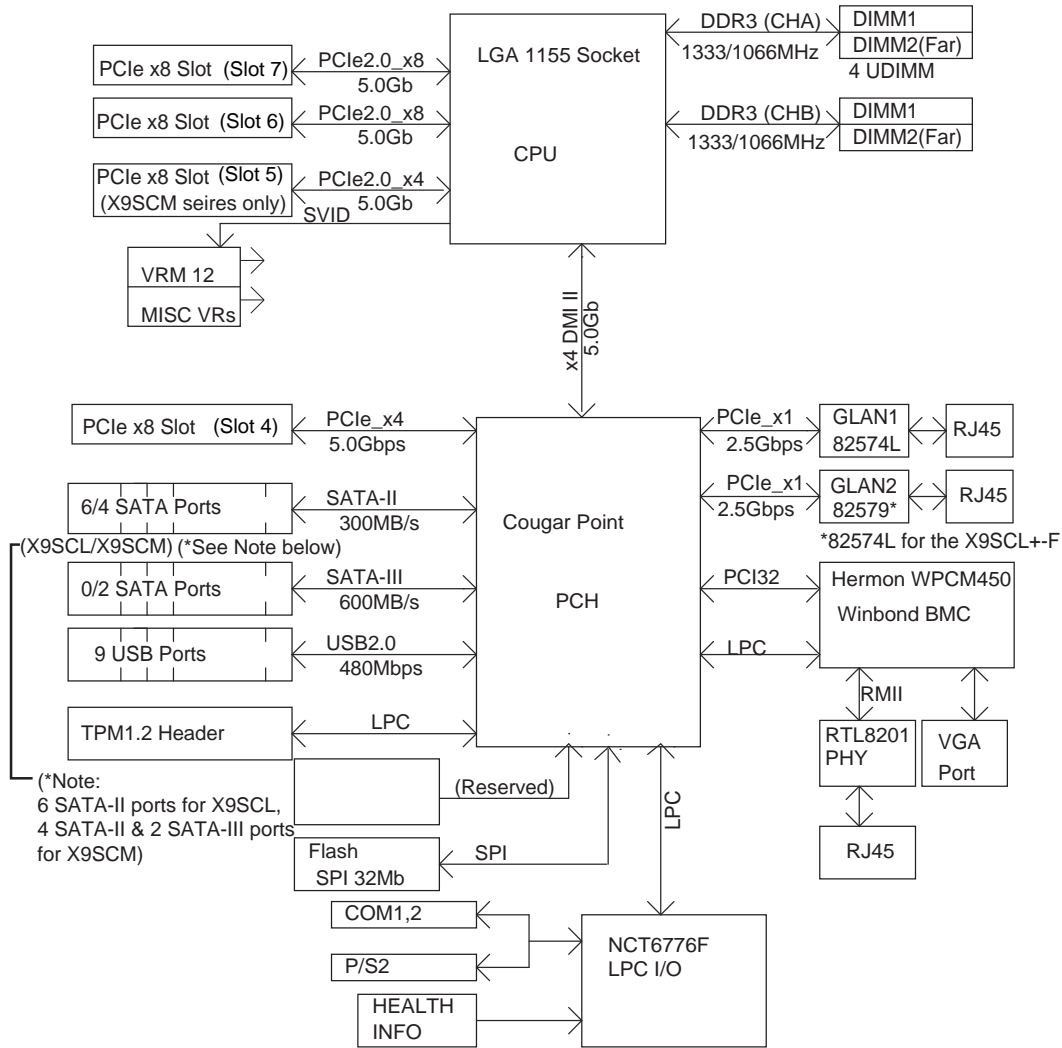 DDR3 (CHA)
1333/1066MHz
DIMM1
DIMM2(Far)
4 UDIMM
DDR3 (CHB)
1333/1066MHz
DIMM1
DIMM2(Far)
LGA 1155 Socket
CPU
PCIe x8 Slot (Slot 7)
PCIe2.0_x8
5.0Gb
PCIe x8 Slot (Slot 6)
PCIe2.0_x8
5.0Gb
PCIe x8 Slot (Slot 5)
(X9SCM seires only)
PCIe2.0_x4
5.0Gb
SVID
VRM 12
MISC VRs
x4 DMI II
5.0Gb
PCIe x8 Slot (Slot 4)
PCIe_x4
5.0Gbps
6/4 SATA Ports
SATA-II
300MB/s
(X9SCL/X9SCM) (*See Note below)
0/2 SATA Ports
SATA-III
600MB/s
9 USB Ports
USB2.0
480Mbps
TPM1.2 Header
LPC
(*Note:
6 SATA-II ports for X9SCL,
4 SATA-II & 2 SATA-III ports
for X9SCM)
Cougar Point
PCH
PCIe_x1
2.5Gbps
GLAN1
82574L
RJ45
PCIe_x1
2.5Gbps
GLAN2
82579*
RJ45
*82574L for the X9SCL+-F
PCI32
LPC
Hermon WPCM450
Winbond BMC
RMII
RTL8201
PHY
VGA
Port
RJ45
(Reserved)
Flash
SPI 32Mb
SPI
LPC
COM1,2
P/S2
HEALTH
INFO
NCT6776F
LPC I/O